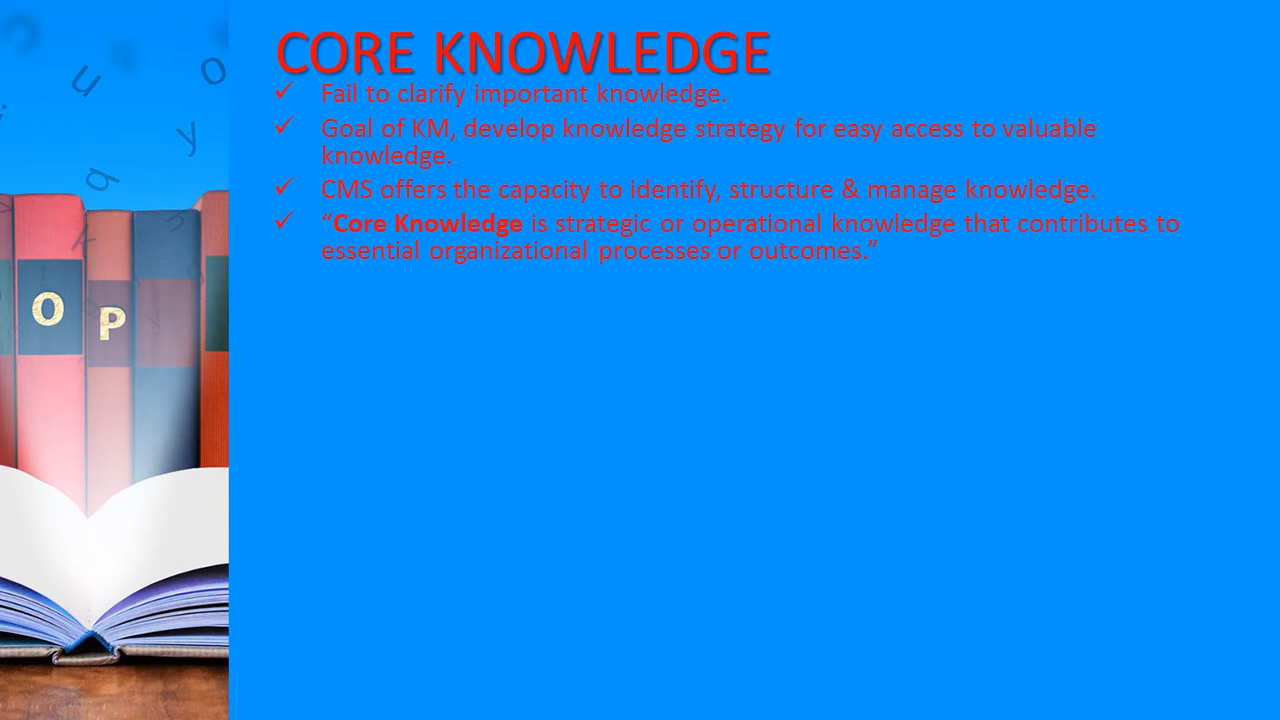 CORE KNOWLEDGE
✓ Fail to clarify important knowledge.
✓ Goal of KM, develop knowledge strategy for easy access to valuable
knowledge.
✓ CMS offers the capacity to identify, structure & manage knowledge.
✓ “Core Knowledge is strategic or operational knowledge that contributes to
essential organizational processes or outcomes.”
u
o
y
q
k
O P